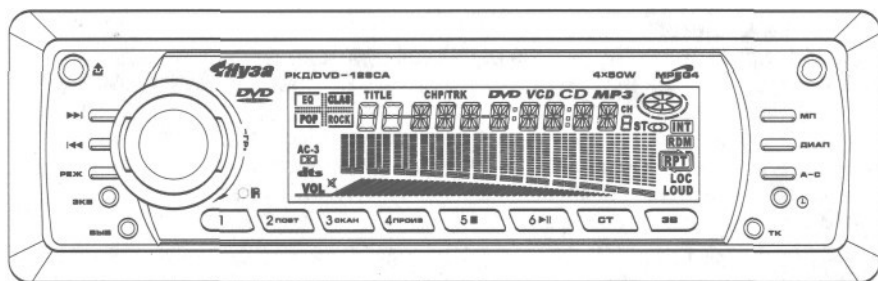 Муза РКД/DVD-128CA 4x50W MPEG4
DVD
EQ CLAS TITLE CHP/TRK DVD VCD CD MP3
POP ROCK CH
ST INT
RDM
AC-3 RPT
dts LOC
VOL LOUD
РЕЖ
ЭКВ IR
ВЫВ
МП
ДИАП
А-С
ТК
1 2 ПОВТ 3 СКАН 4 ПРОИЗ 5 6 СТ ЗВ